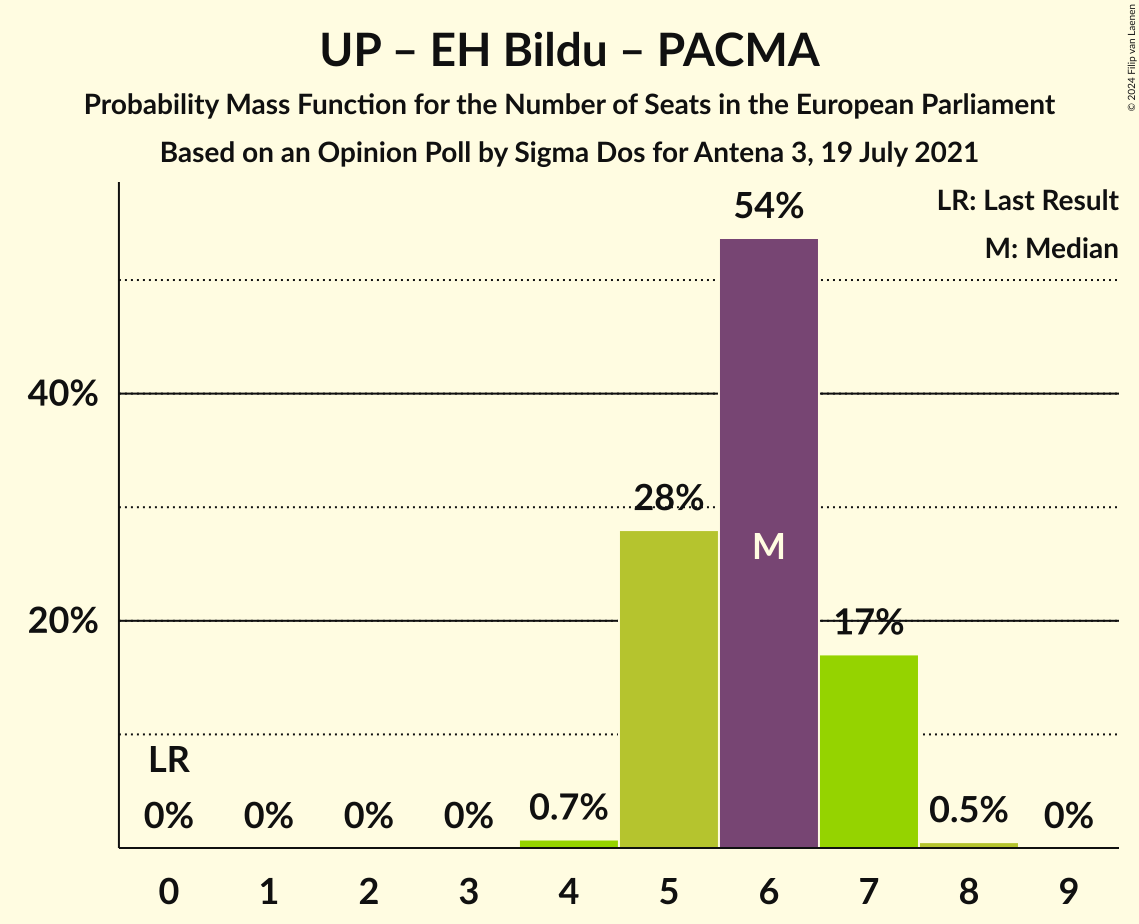 UP – EH Bildu – PACMA
Probability Mass Function for the Number of Seats in the European Parliament
Based on an Opinion Poll by Sigma Dos for Antena 3, 19 July 2021
© 2024 Filip van Laenen
LR: Last Result
M: Median
54%
40%
28%
M
20%
17%
LR
0%
0%
0%
0%
0.7%
0.5%
0%
0 1 2 3 4 5 6 7 8 9